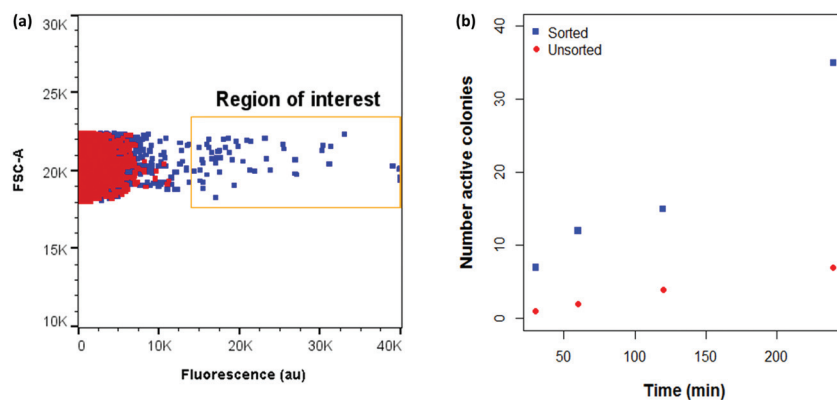 (a)
30K
25K
20K
15K
10K
FSC-A
Region of interest
0
10K
20K
30K
40K
Fluorescence (au)
(b)
40
30
20
10
0
Number active colonies
Sorted
Unsorted
50
100
150
200
Time (min)